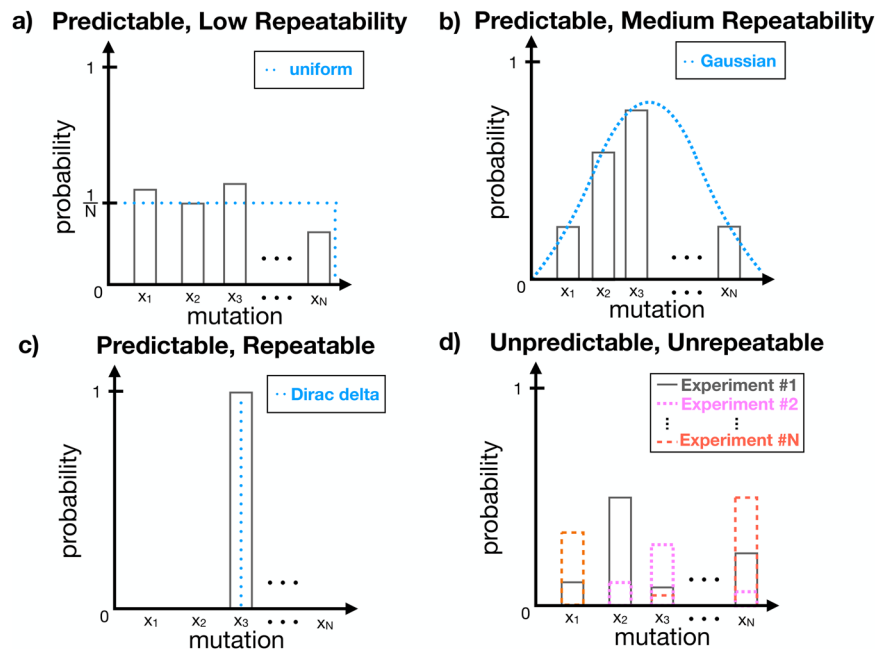 a) Predictable, Low Repeatability
uniform
1
1
N
0
probability
x1 x2 x3 ••• xN
mutation
b) Predictable, Medium Repeatability
Gaussian
1
0
probability
•••
x1 x2 x3 ••• xN
mutation
c) Predictable, Repeatable
Dirac delta
1
0
probability
•••
x1 x2 x3 ••• xN
mutation
d) Unpredictable, Unrepeatable
Experiment #1
Experiment #2
Experiment #N
1
0
probability
•••
x1 x2 x3 ••• xN
mutation